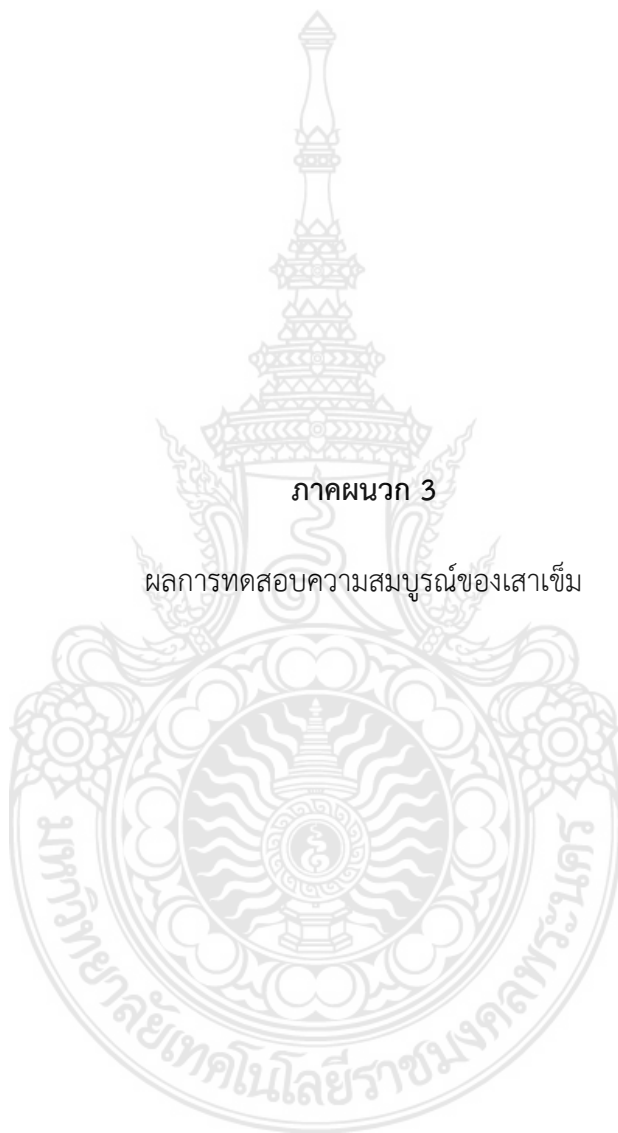 ภาคผนวก 3
ผลการทดสอบความสมบูรณ์ของเสาเข็ม
มหาวิทยาลัยเทคโนโลยีราชมงคลพระนคร